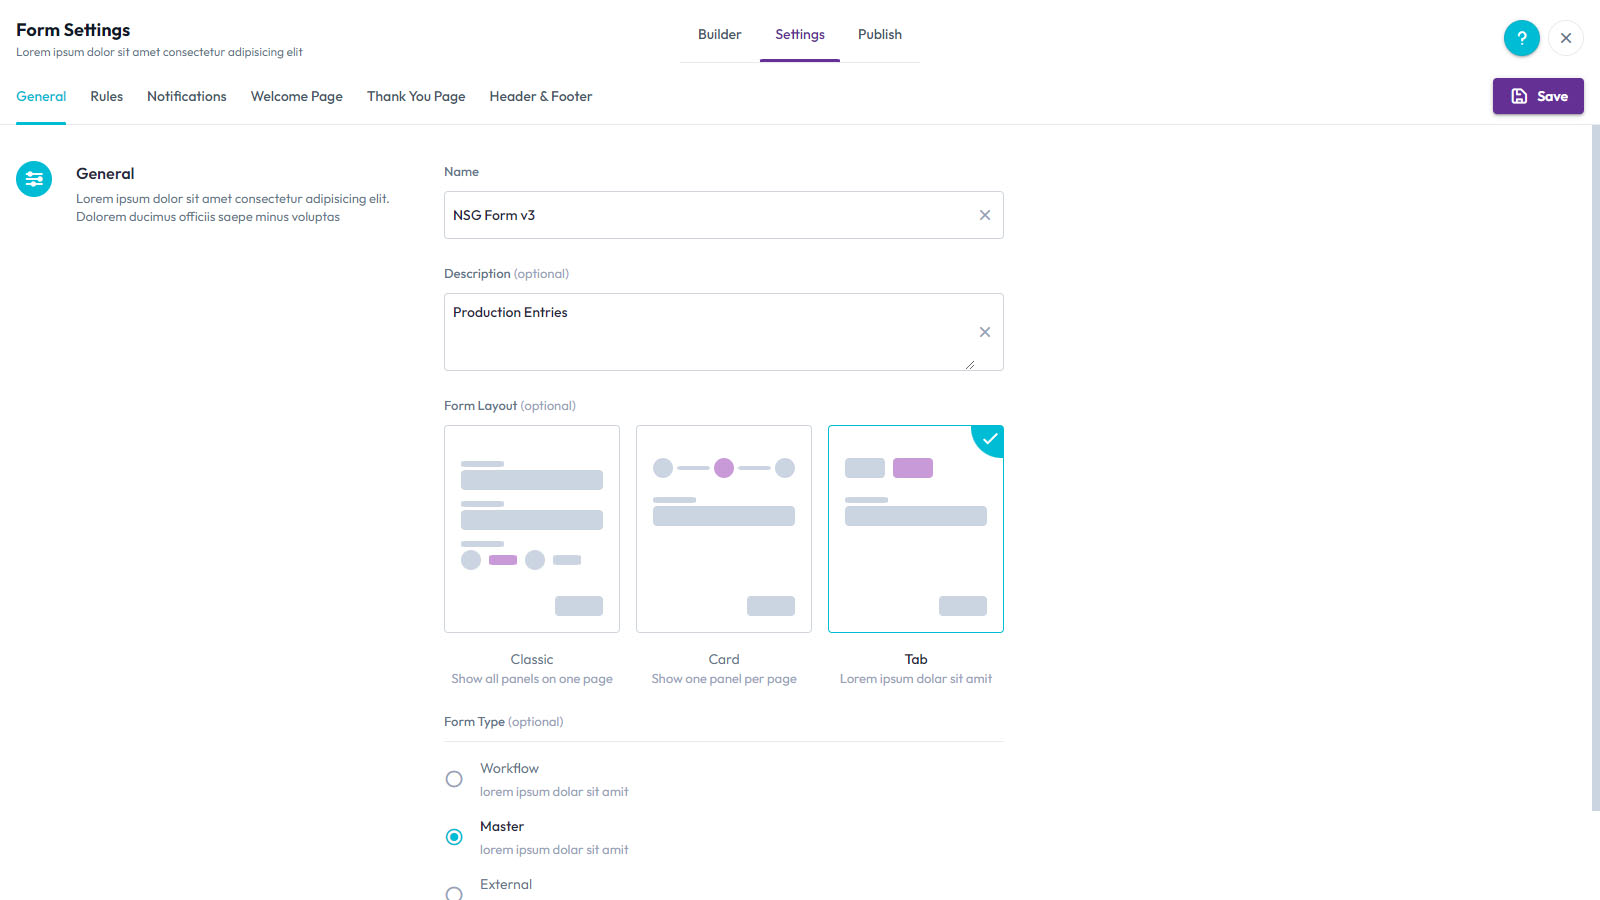 Form Settings
Lorem ipsum dolor sit amet consectetur adipisicing elit
Builder
Settings
Publish
?
General
Rules
Notifications
Welcome Page
Thank You Page
Header & Footer
Save
General
Lorem ipsum dolor sit amet consectetur adipisicing elit.
Dolorem ducimus officiis saepe minus voluptas
Name
NSG Form v3
Description (optional)
Production Entries
Form Layout (optional)
Classic
Show all panels on one page
Card
Show one panel per page
Tab
Lorem ipsum dolar sit amit
Form Type (optional)
Workflow
lorem ipsum dolar sit amit
Master
lorem ipsum dolar sit amit
External